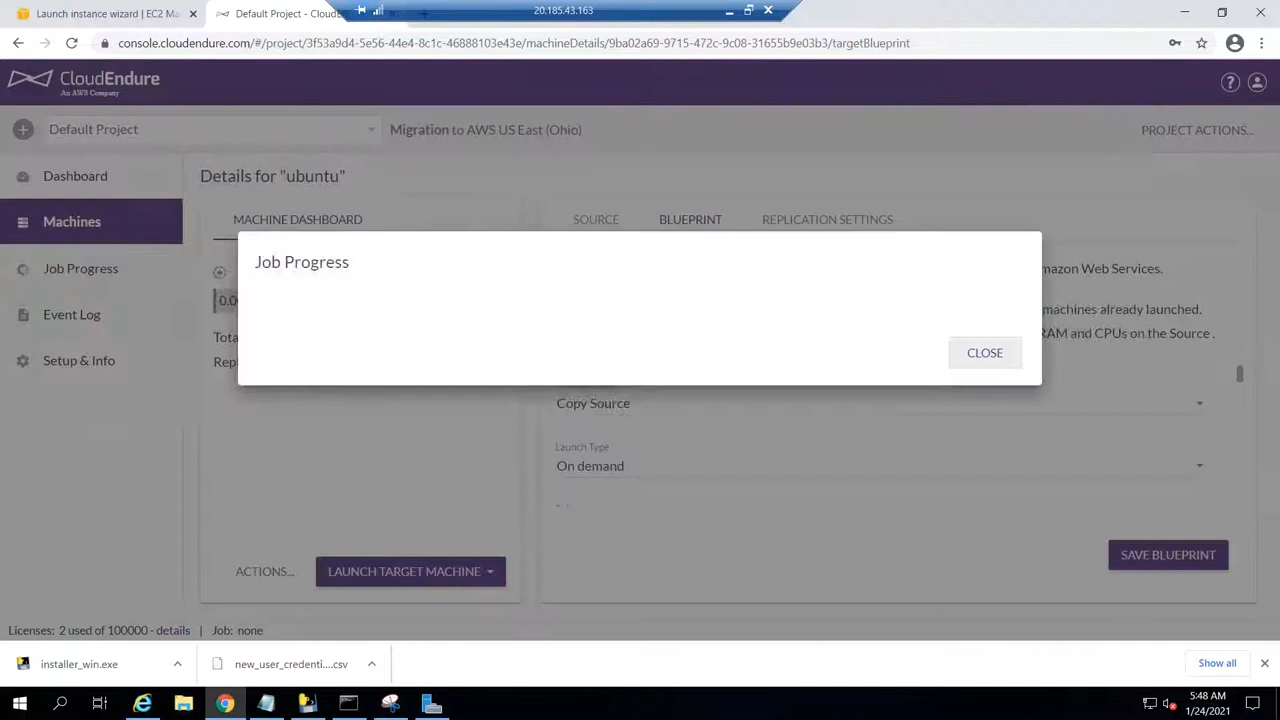 Launch instance wizard | EC2 Ma
Default Project - CloudE
20.185.43.163
console.cloudendure.com/#/project/3f53a9d4-5e56-44e4-8c1c-46888103e43e/machineDetails/9ba02a69-9715-472c-9c08-31655b9e03b3/targetBlueprint
CloudEndure
An AWS Company
Default Project
Migration to AWS US East (Ohio)
PROJECT ACTIONS...
Dashboard
Details for "ubuntu"
Machines
MACHINE DASHBOARD
SOURCE
BLUEPRINT
REPLICATION SETTINGS
Job Progress
Job Progress
mazon Web Services.
0.0
machines already launched.
Event Log
Tota
RAM and CPUs on the Source .
CLOSE
Setup & Info
Rep
Copy Source
Launch Type
On demand
ACTIONS...
LAUNCH TARGET MACHINE
SAVE BLUEPRINT
Licenses: 2 used of 100000 - details | Job: none
installer_win.exe
new_user_credenti....csv
Show all
5:48 AM
1/24/2021